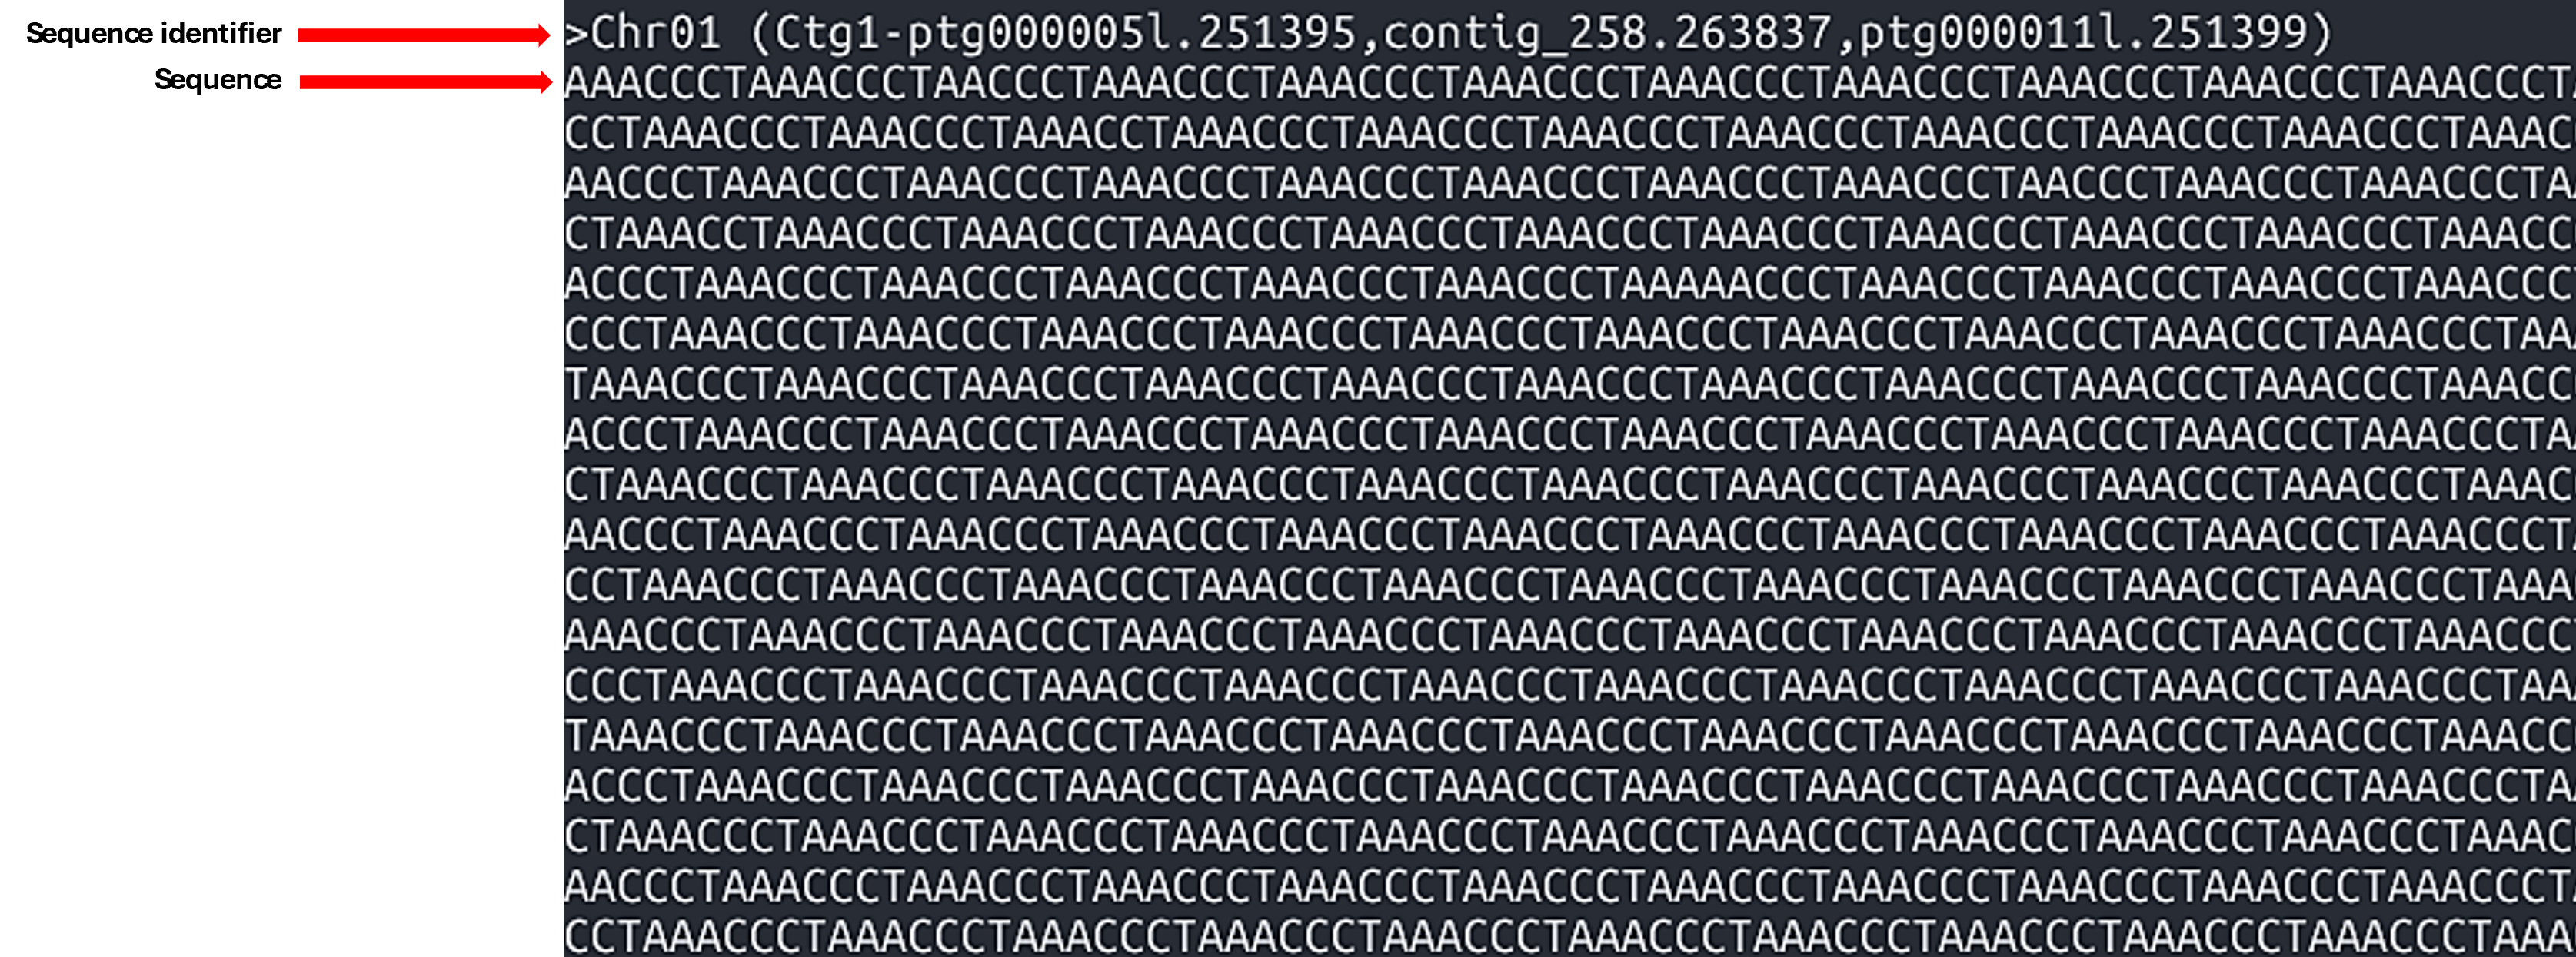 Sequence identifier
>Chr01 (Ctg1-ptg000005l.251395,contig_258.263837,ptg000011l.251399)
Sequence
AAACCCTAAACCCTAACCCTAAACCCTAAACCCTAAACCCTAAACCCTAAACCCTAAACCCTAAACCCTAAACCCT
CCTAAACCCTAAACCCTAAACCTAAACCCTAAACCCTAAACCCTAAACCCTAAACCCTAAACCCTAAACCCTAAAC
AACCCTAAACCCTAAACCCTAAACCCTAAACCCTAAACCCTAAACCCTAAACCCTAACCCTAAACCCTAAACCCTA
CTAAACCTAAACCCTAAACCCTAAACCCTAAACCCTAAACCCTAAACCCTAAACCCTAAACCCTAAACCCTAAACC
ACCCTAAACCCTAAACCCTAAACCCTAAACCCTAAACCCTAAAAACCCTAAACCCTAAACCCTAAACCCTAAACCC
CCCTAAACCCTAAACCCTAAACCCTAAACCCTAAACCCTAAACCCTAAACCCTAAACCCTAAACCCTAAACCCTAA
TAAACCCTAAACCCTAAACCCTAAACCCTAAACCCTAAACCCTAAACCCTAAACCCTAAACCCTAAACCCTAAACC
ACCCTAAACCCTAAACCCTAAACCCTAAACCCTAAACCCTAAACCCTAAACCCTAAACCCTAAACCCTAAACCCTA
CTAAACCCTAAACCCTAAACCCTAAACCCTAAACCCTAAACCCTAAACCCTAAACCCTAAACCCTAAACCCTAAAC
AACCCTAAACCCTAAACCCTAAACCCTAAACCCTAAACCCTAAACCCTAAACCCTAAACCCTAAACCCTAAACCCT
CCTAAACCCTAAACCCTAAACCCTAAACCCTAAACCCTAAACCCTAAACCCTAAACCCTAAACCCTAAACCCTAAA
AAACCCTAAACCCTAAACCCTAAACCCTAAACCCTAAACCCTAAACCCTAAACCCTAAACCCTAAACCCTAAACCC
CCCTAAACCCTAAACCCTAAACCCTAAACCCTAAACCCTAAACCCTAAACCCTAAACCCTAAACCCTAAACCCTAA
TAAACCCTAAACCCTAAACCCTAAACCCTAAACCCTAAACCCTAAACCCTAAACCCTAAACCCTAAACCCTAAACC
ACCCTAAACCCTAAACCCTAAACCCTAAACCCTAAACCCTAAACCCTAAACCCTAAACCCTAAACCCTAAACCCTA
CTAAACCCTAAACCCTAAACCCTAAACCCTAAACCCTAAACCCTAAACCCTAAACCCTAAACCCTAAACCCTAAAC
AACCCTAAACCCTAAACCCTAAACCCTAAACCCTAAACCCTAAACCCTAAACCCTAAACCCTAAACCCTAAACCCT
CCTAAACCCTAAACCCTAAACCCTAAACCCTAAACCCTAAACCCTAAACCCTAAACCCTAAACCCTAAACCCTAAA